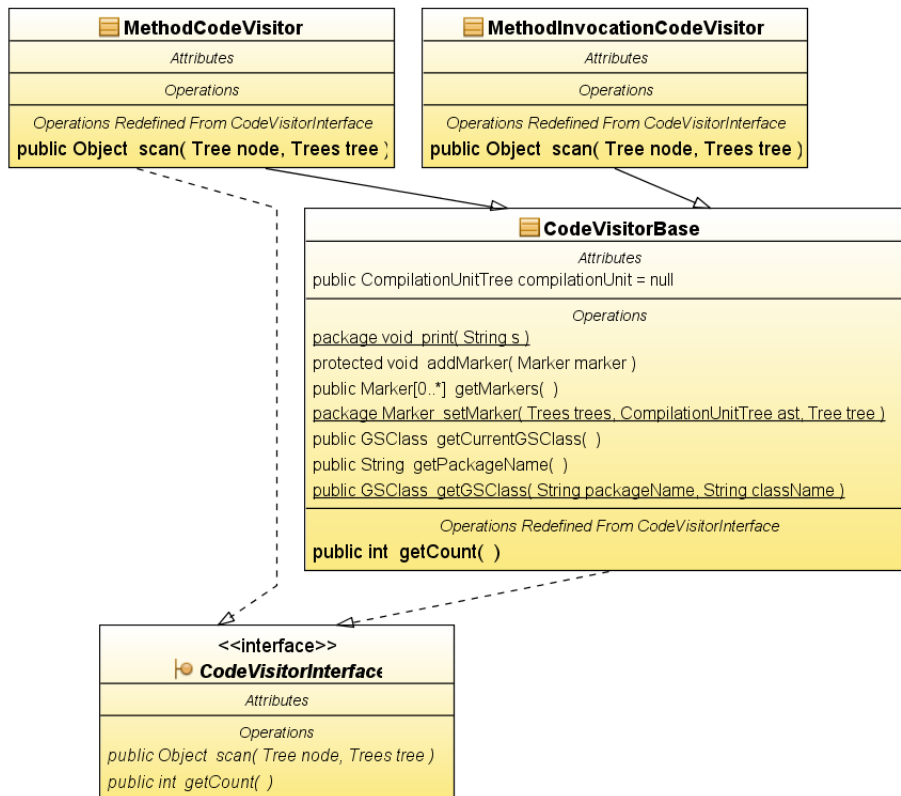 MethodCodeVisitor
Attributes
Operations
Operations Redefined From CodeVisitorInterface
public Object scan( Tree node, Trees tree )
MethodInvocationCodeVisitor
Attributes
Operations
Operations Redefined From CodeVisitorInterface
public Object scan( Tree node, Trees tree )
CodeVisitorBase
Attributes
public CompilationUnitTree compilationUnit = null
Operations
package void print( String s )
protected void addMarker( Marker marker )
public Marker[0..*] getMarkers( )
package Marker setMarker( Trees trees, CompilationUnitTree ast, Tree tree )
public GSClass getCurrentGSClass( )
public String getPackageName( )
public GSClass getGSClass( String packageName, String className )
Operations Redefined From CodeVisitorInterface
public int getCount( )
<<interface>>
CodeVisitorInterface
Attributes
Operations
public Object scan( Tree node, Trees tree )
public int getCount( )